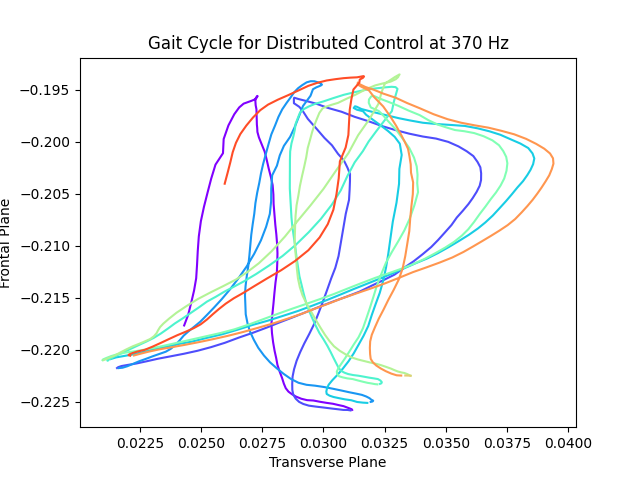 Gait Cycle for Distributed Control at 370 Hz
−0.195
−0.200
−0.205
−0.210
−0.215
−0.220
−0.225
Frontal Plane
0.0225 0.0250 0.0275 0.0300 0.0325 0.0350 0.0375 0.0400
Transverse Plane